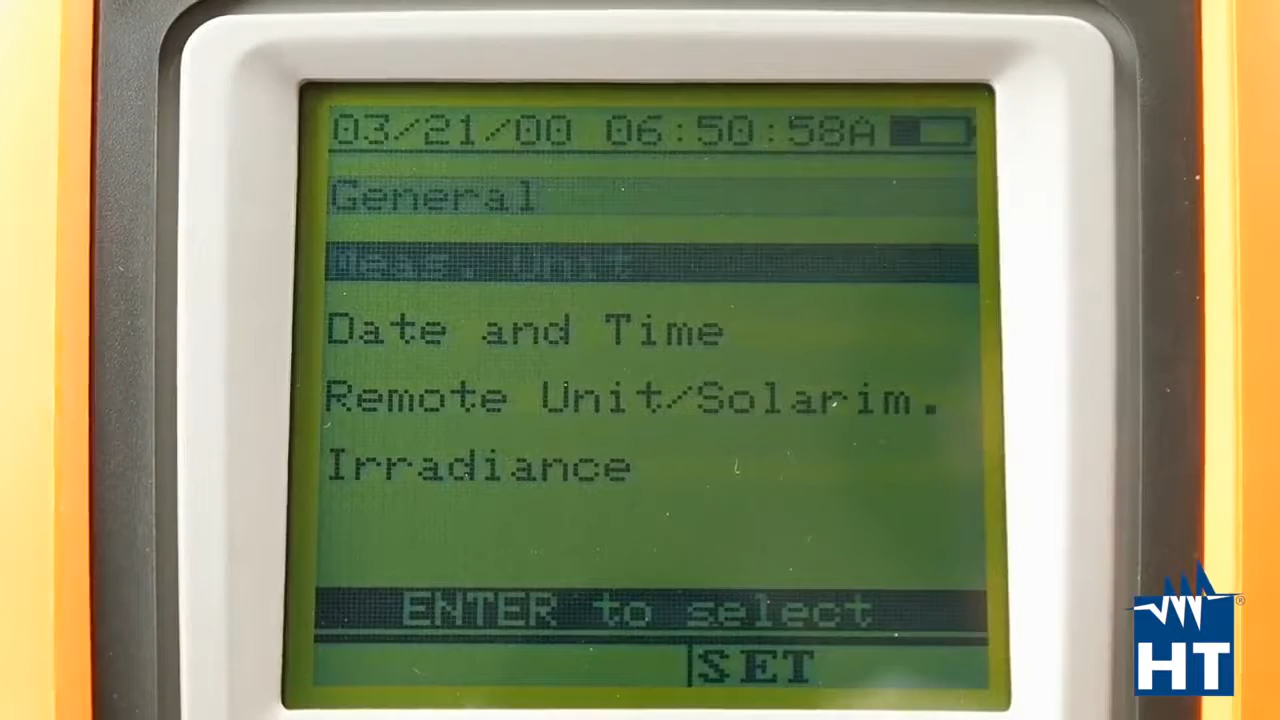 03/21/00 06:50:58A
General
Meas. Unit
Date and Time
Remote Unit/Solarim.
Irradiance
ENTER to select
SET
HT
®